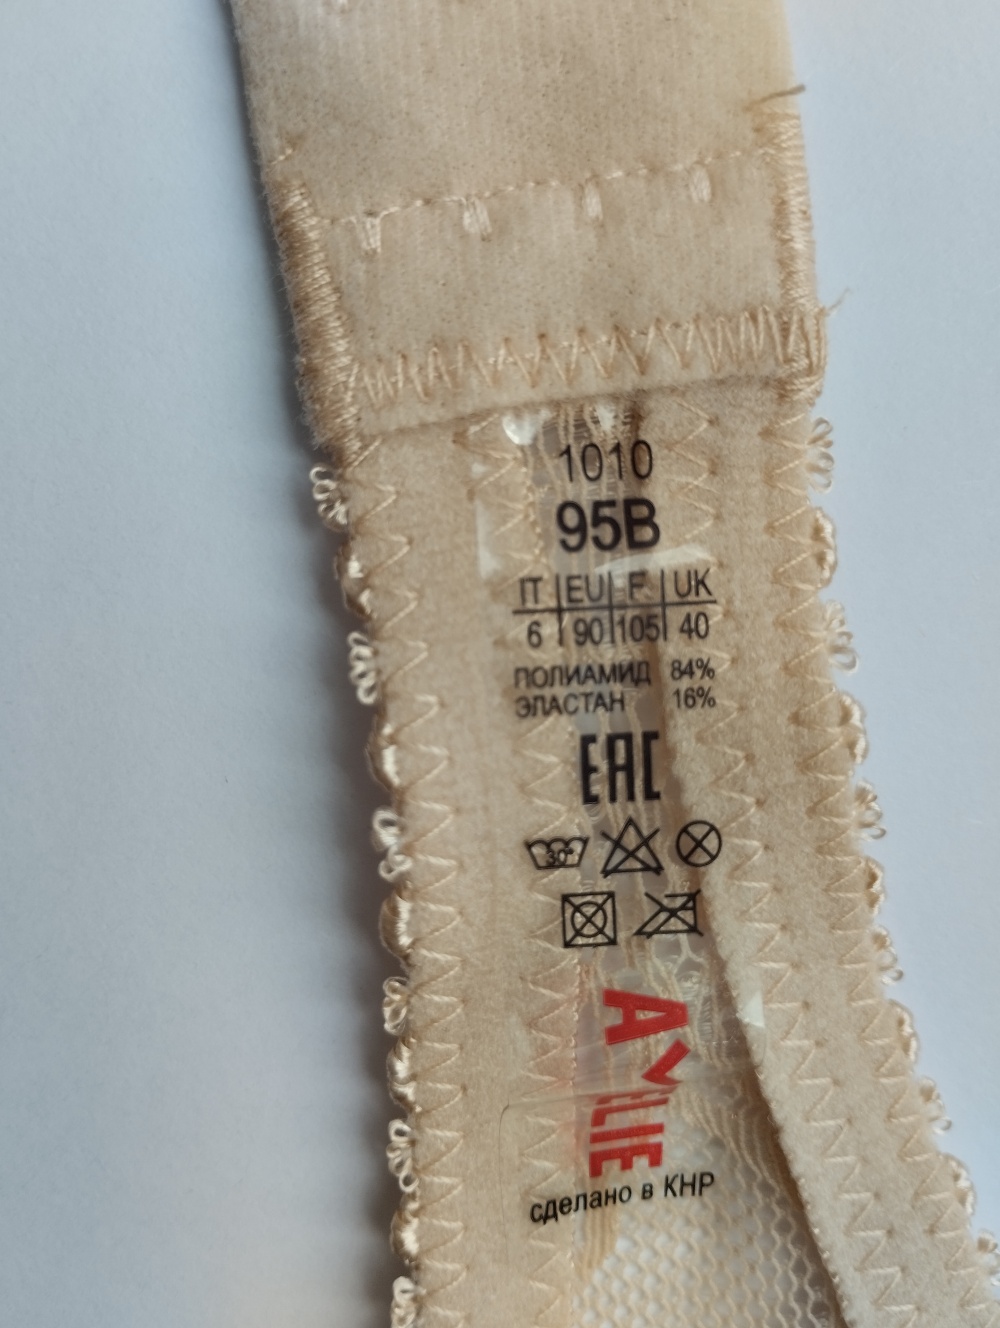 1010
95B
IT EU F UK
6 90 105 40
ПОЛИАМИД 84%
ЭЛАСТАН 16%
EAC
30°
сделано в КНР